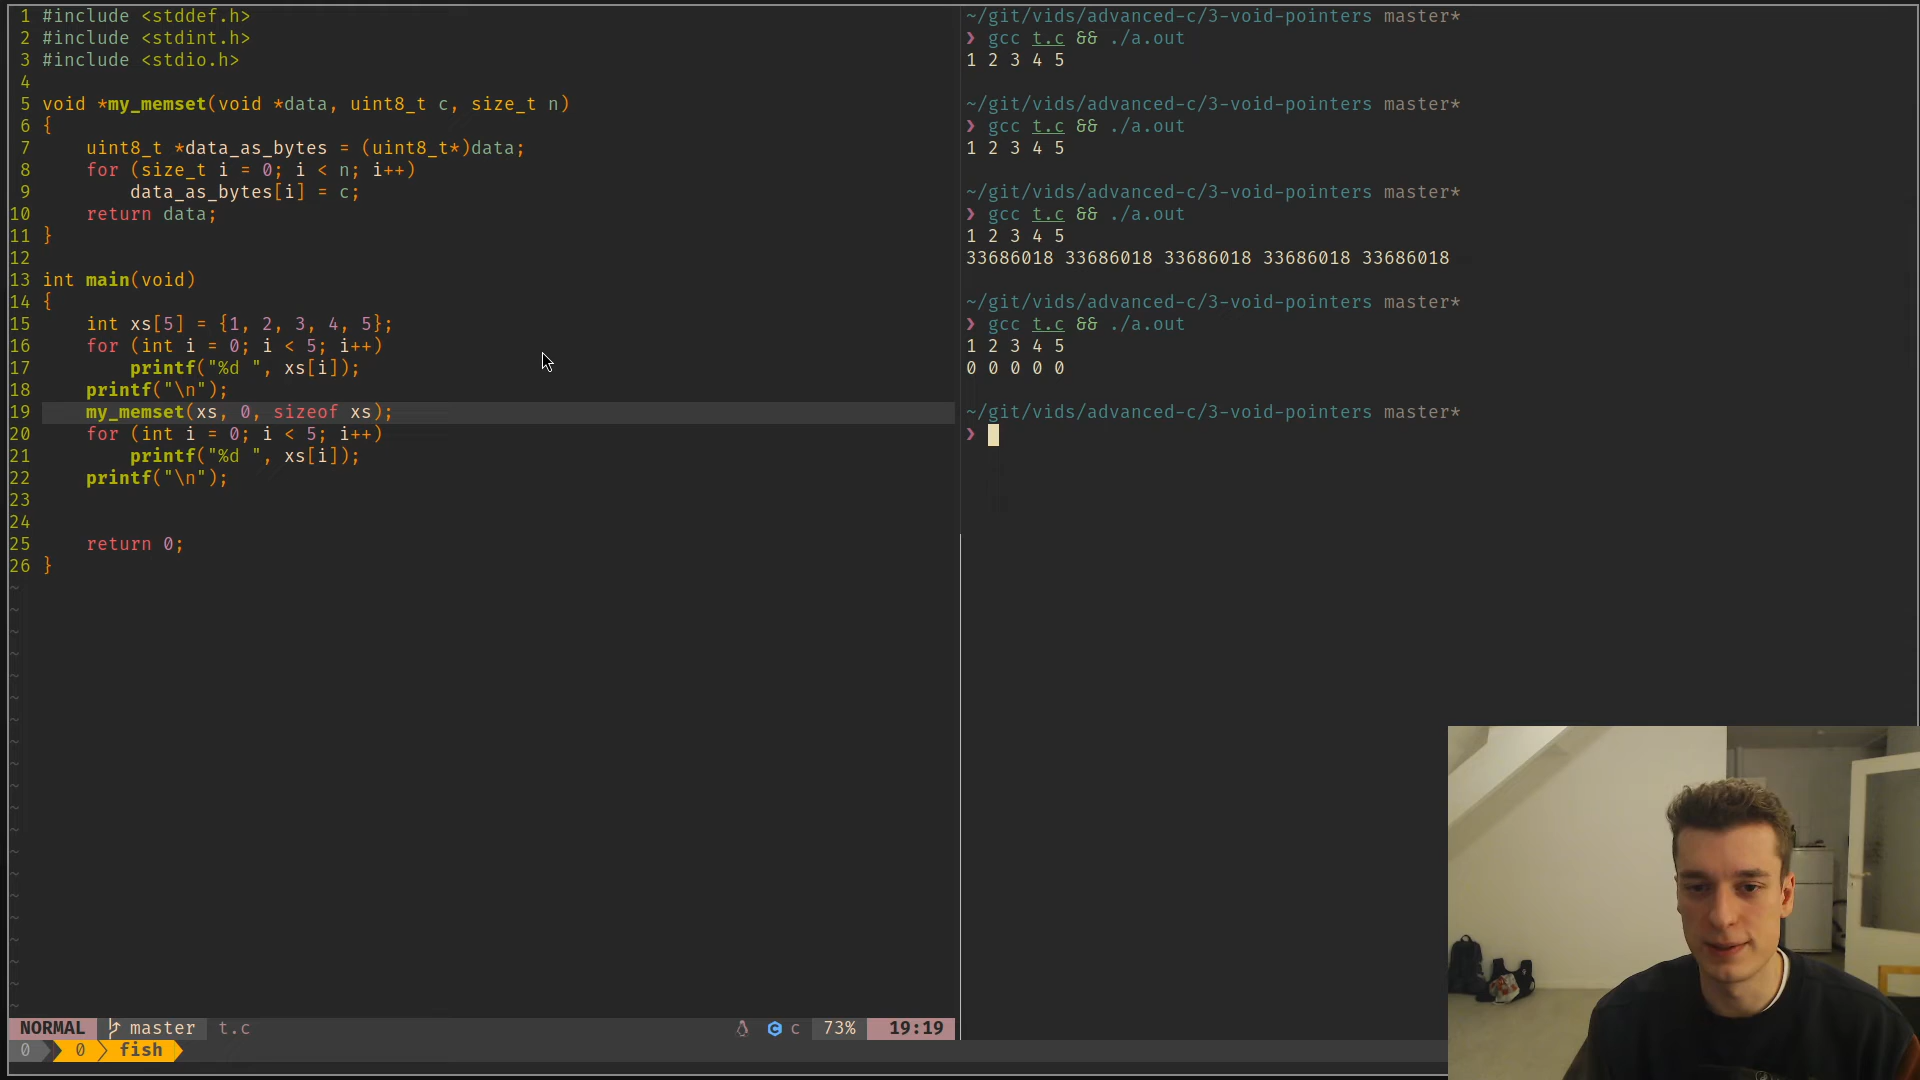 1 #include <stddef.h>
2 #include <stdint.h>
3 #include <stdio.h>
4
5 void *my_memset(void *data, uint8_t c, size_t n)
6 {
7     uint8_t *data_as_bytes = (uint8_t*)data;
8     for (size_t i = 0; i < n; i++)
9         data_as_bytes[i] = c;
10     return data;
11 }
12
13 int main(void)
14 {
15     int xs[5] = {1, 2, 3, 4, 5};
16     for (int i = 0; i < 5; i++)
17         printf("%d ", xs[i]);
18     printf("\n");
19     my_memset(xs, 0, sizeof xs);
20     for (int i = 0; i < 5; i++)
21         printf("%d ", xs[i]);
22     printf("\n");
23
24
25     return 0;
26 }
NORMAL master t.c c 73% 19:19
0 0 fish
~/git/vids/advanced-c/3-void-pointers master*
❯ gcc t.c && ./a.out
1 2 3 4 5
~/git/vids/advanced-c/3-void-pointers master*
❯ gcc t.c && ./a.out
1 2 3 4 5
~/git/vids/advanced-c/3-void-pointers master*
❯ gcc t.c && ./a.out
1 2 3 4 5
33686018 33686018 33686018 33686018 33686018
~/git/vids/advanced-c/3-void-pointers master*
❯ gcc t.c && ./a.out
1 2 3 4 5
0 0 0 0 0
~/git/vids/advanced-c/3-void-pointers master*
❯